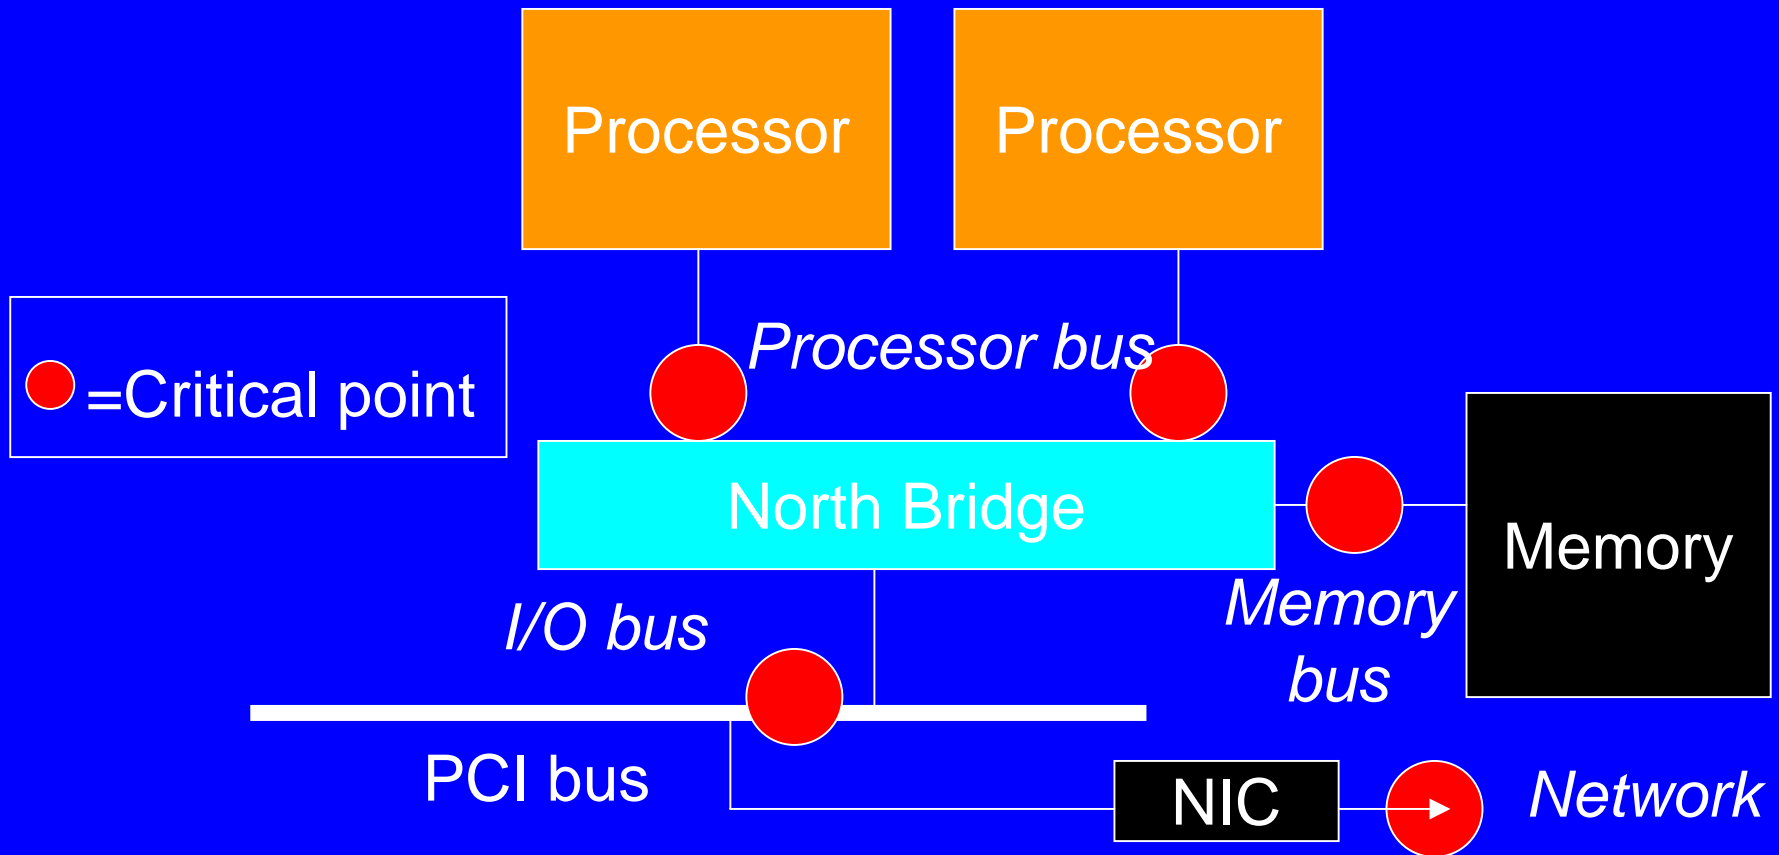 Processor
Processor
Processor bus
=Critical point
North Bridge
Memory
I/O bus
Memory
bus
PCI bus
NIC
Network